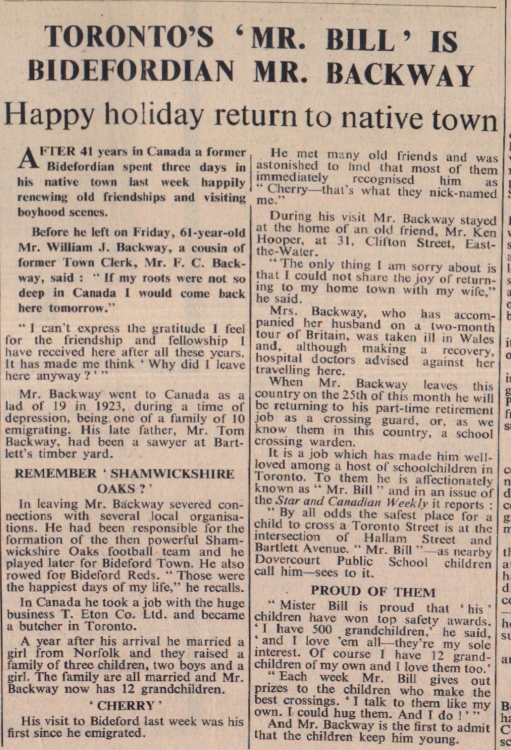 TORONTO'S ‘ MR. BILL ’ IS
BIDEFORDIAN MR. BACKWAY
Happy holiday return to native town
AFTER 41 years in Canada a former
Bidefordian spent three days in
his native town last week happily
renewing old friendships and visiting
boyhood scenes.
Before he left on Friday, 61-year-old
Mr. William J. Backway, a cousin of
former Town Clerk, Mr. F. C. Back-
way, said : “ If my roots were not so
deep in Canada I would come back
here tomorrow.”
“ I can't express the gratitude I feel
for the friendship and fellowship I
have received here after all these years.
It has made me think ‘ Why did I leave
here anyway ? ’ ”
Mr. Backway went to Canada as a
lad of 19 in 1923, during a time of
depression, being one of a family of 10
emigrating. His late father, Mr. Tom
Backway, had been a sawyer at Bart-
lett's timber yard.
REMEMBER ‘ SHAMWICKSHIRE
OAKS ? ’
In leaving Mr. Backway severed con-
nections with several local organisa-
tions. He had been responsible for the
formation of the then powerful Sham-
wickshire Oaks football team and he
played later for Bideford Town. He also
rowed for Bideford Reds. “ Those were
the happiest days of my life,” he recalls.
In Canada he took a job with the huge
business T. Eton Co. Ltd. and became
a butcher in Toronto.
A year after his arrival he married a
girl from Norfolk and they raised a
family of three children, two boys and a
girl. The family are all married and Mr.
Backway now has 12 grandchildren.
‘ CHERRY ’
His visit to Bideford last week was his
first since he emigrated.
He met many old friends and was
astonished to find that most of them
immediately recognised him as
“ Cherry—that's what they nick-named
me.”
During his visit Mr. Backway stayed
at the home of an old friend, Mr. Ken
Hooper, at 31, Clifton Street, East-
the-Water.
“ The only thing I am sorry about is
that I could not share the joy of return-
ing to my home town with my wife,”
he said.
Mrs. Backway, who has accom-
panied her husband on a two-month
tour of Britain, was taken ill in Wales
and, although making a recovery,
hospital doctors advised against her
travelling here.
When Mr. Backway leaves this
country on the 25th of this month he will
be returning to his part-time retirement
job as a crossing guard, or, as we
know them in this country, a school
crossing warden.
It is a job which has made him well-
loved among a host of schoolchildren in
Toronto. To them he is affectionately
known as “ Mr. Bill ” and in an issue of
the Star and Canadian Weekly it reports :
“ By all odds the safest place for a
child to cross a Toronto Street is at the
intersection of Hallam Street and
Bartlett Avenue. “ Mr. Bill ”—as nearby
Dovercourt Public School children
call him—sees to it.
PROUD OF THEM
“ Mister Bill is proud that ‘ his ’
children have won top safety awards.
‘ I have 500 grandchildren,’ he said,
‘ and I love 'em all—they're my sole
interest. Of course I have 12 grand-
children of my own and I love them too.’
“ Each week Mr. Bill gives out
prizes to the children who make the
best crossings. ‘ I talk to them like my
own. I could hug them. And I do ! ’ ”
And Mr. Backway is the first to admit
that the children keep him young.